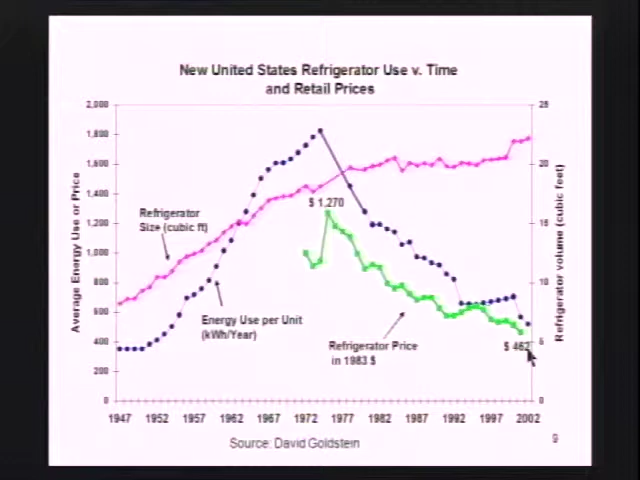 New United States Refrigerator Use v. Time
and Retail Prices
2,000
1,800
1,600
1,400
1,200
1,000
800
600
400
200
0
Average Energy Use or Price
25
20
15
10
5
0
Refrigerator volume (cubic feet)
$ 1,270
Refrigerator
Size (cubic ft)
Energy Use per Unit
(kWh/Year)
Refrigerator Price
in 1983 $
$ 462
1947 1952 1957 1962 1967 1972 1977 1982 1987 1992 1997 2002
Source: David Goldstein
9